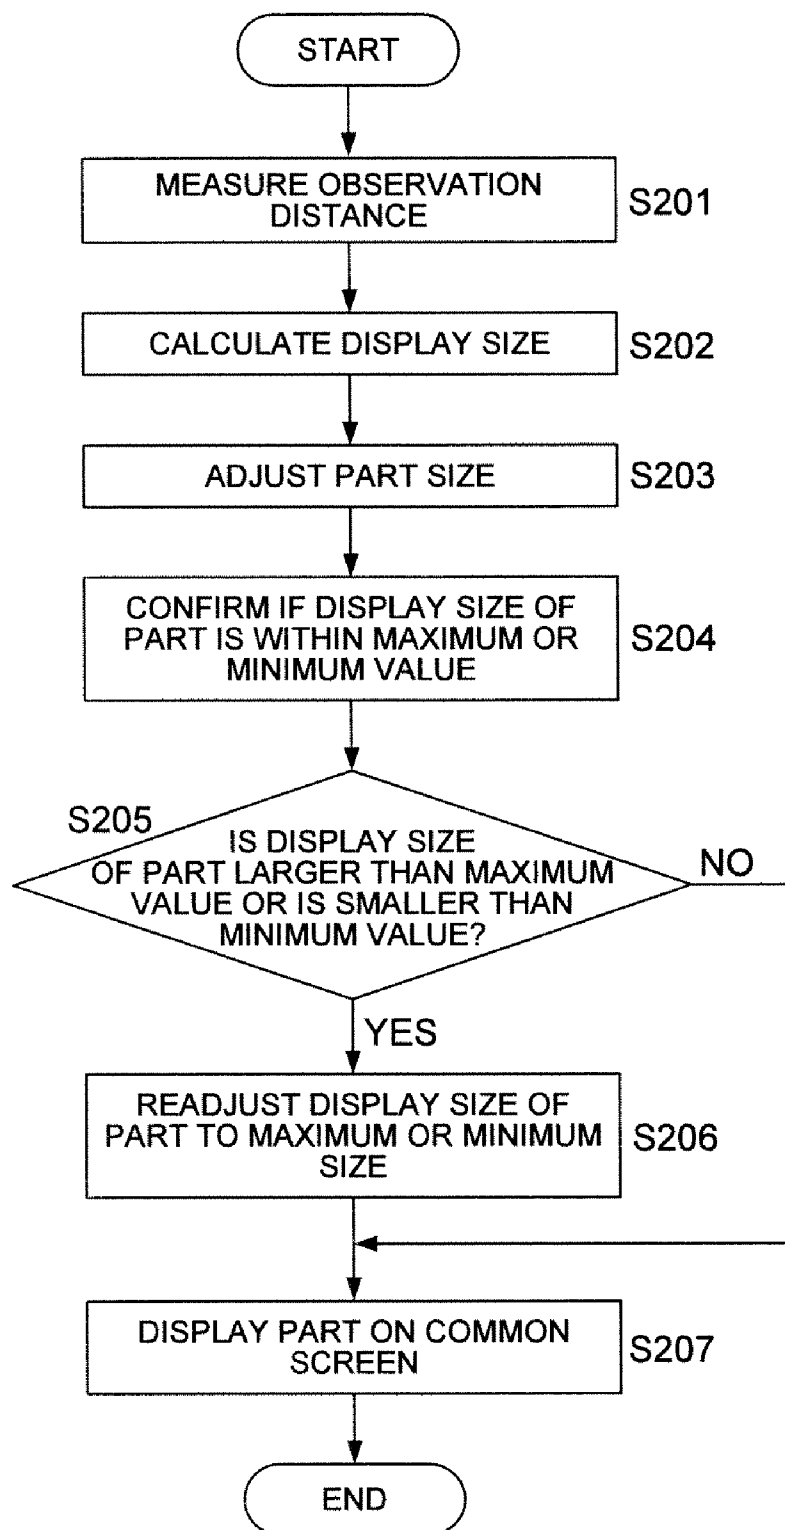 START
MEASURE OBSERVATION
DISTANCE
S201
CALCULATE DISPLAY SIZE
S202
ADJUST PART SIZE
S203
CONFIRM IF DISPLAY SIZE OF
PART IS WITHIN MAXIMUM OR
MINIMUM VALUE
S204
S205
IS DISPLAY SIZE
OF PART LARGER THAN MAXIMUM
VALUE OR IS SMALLER THAN
MINIMUM VALUE?
NO
YES
READJUST DISPLAY SIZE OF
PART TO MAXIMUM OR MINIMUM
SIZE
S206
DISPLAY PART ON COMMON
SCREEN
S207
END